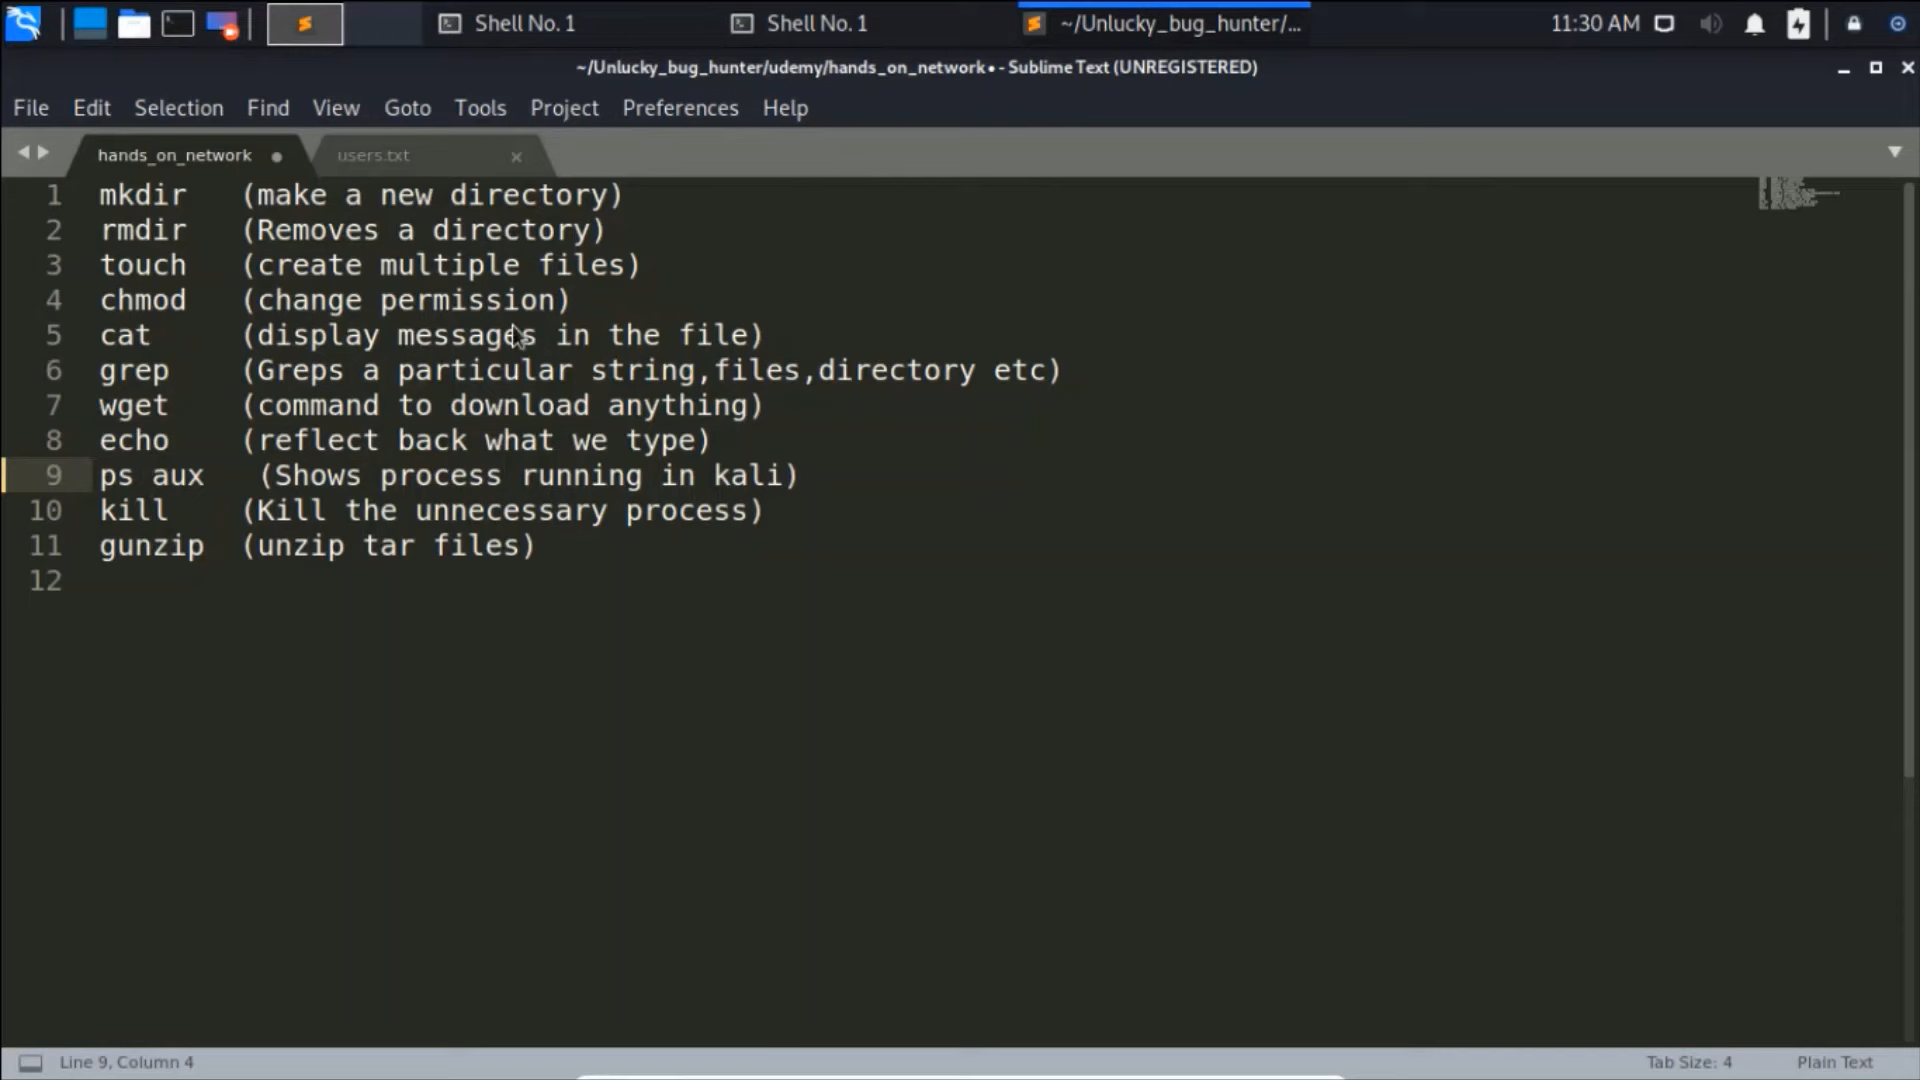 Shell No. 1
Shell No. 1
~/Unlucky_bug_hunter/...
11:30 AM
~/Unlucky_bug_hunter/udemy/hands_on_network • - Sublime Text (UNREGISTERED)
File Edit Selection Find View Goto Tools Project Preferences Help
hands_on_network
users.txt
1 mkdir (make a new directory)
2 rmdir (Removes a directory)
3 touch (create multiple files)
4 chmod (change permission)
5 cat (display messages in the file)
6 grep (Greps a particular string,files,directory etc)
7 wget (command to download anything)
8 echo (reflect back what we type)
9 ps aux (Shows process running in kali)
10 kill (Kill the unnecessary process)
11 gunzip (unzip tar files)
12
Line 9, Column 4
Tab Size: 4
Plain Text